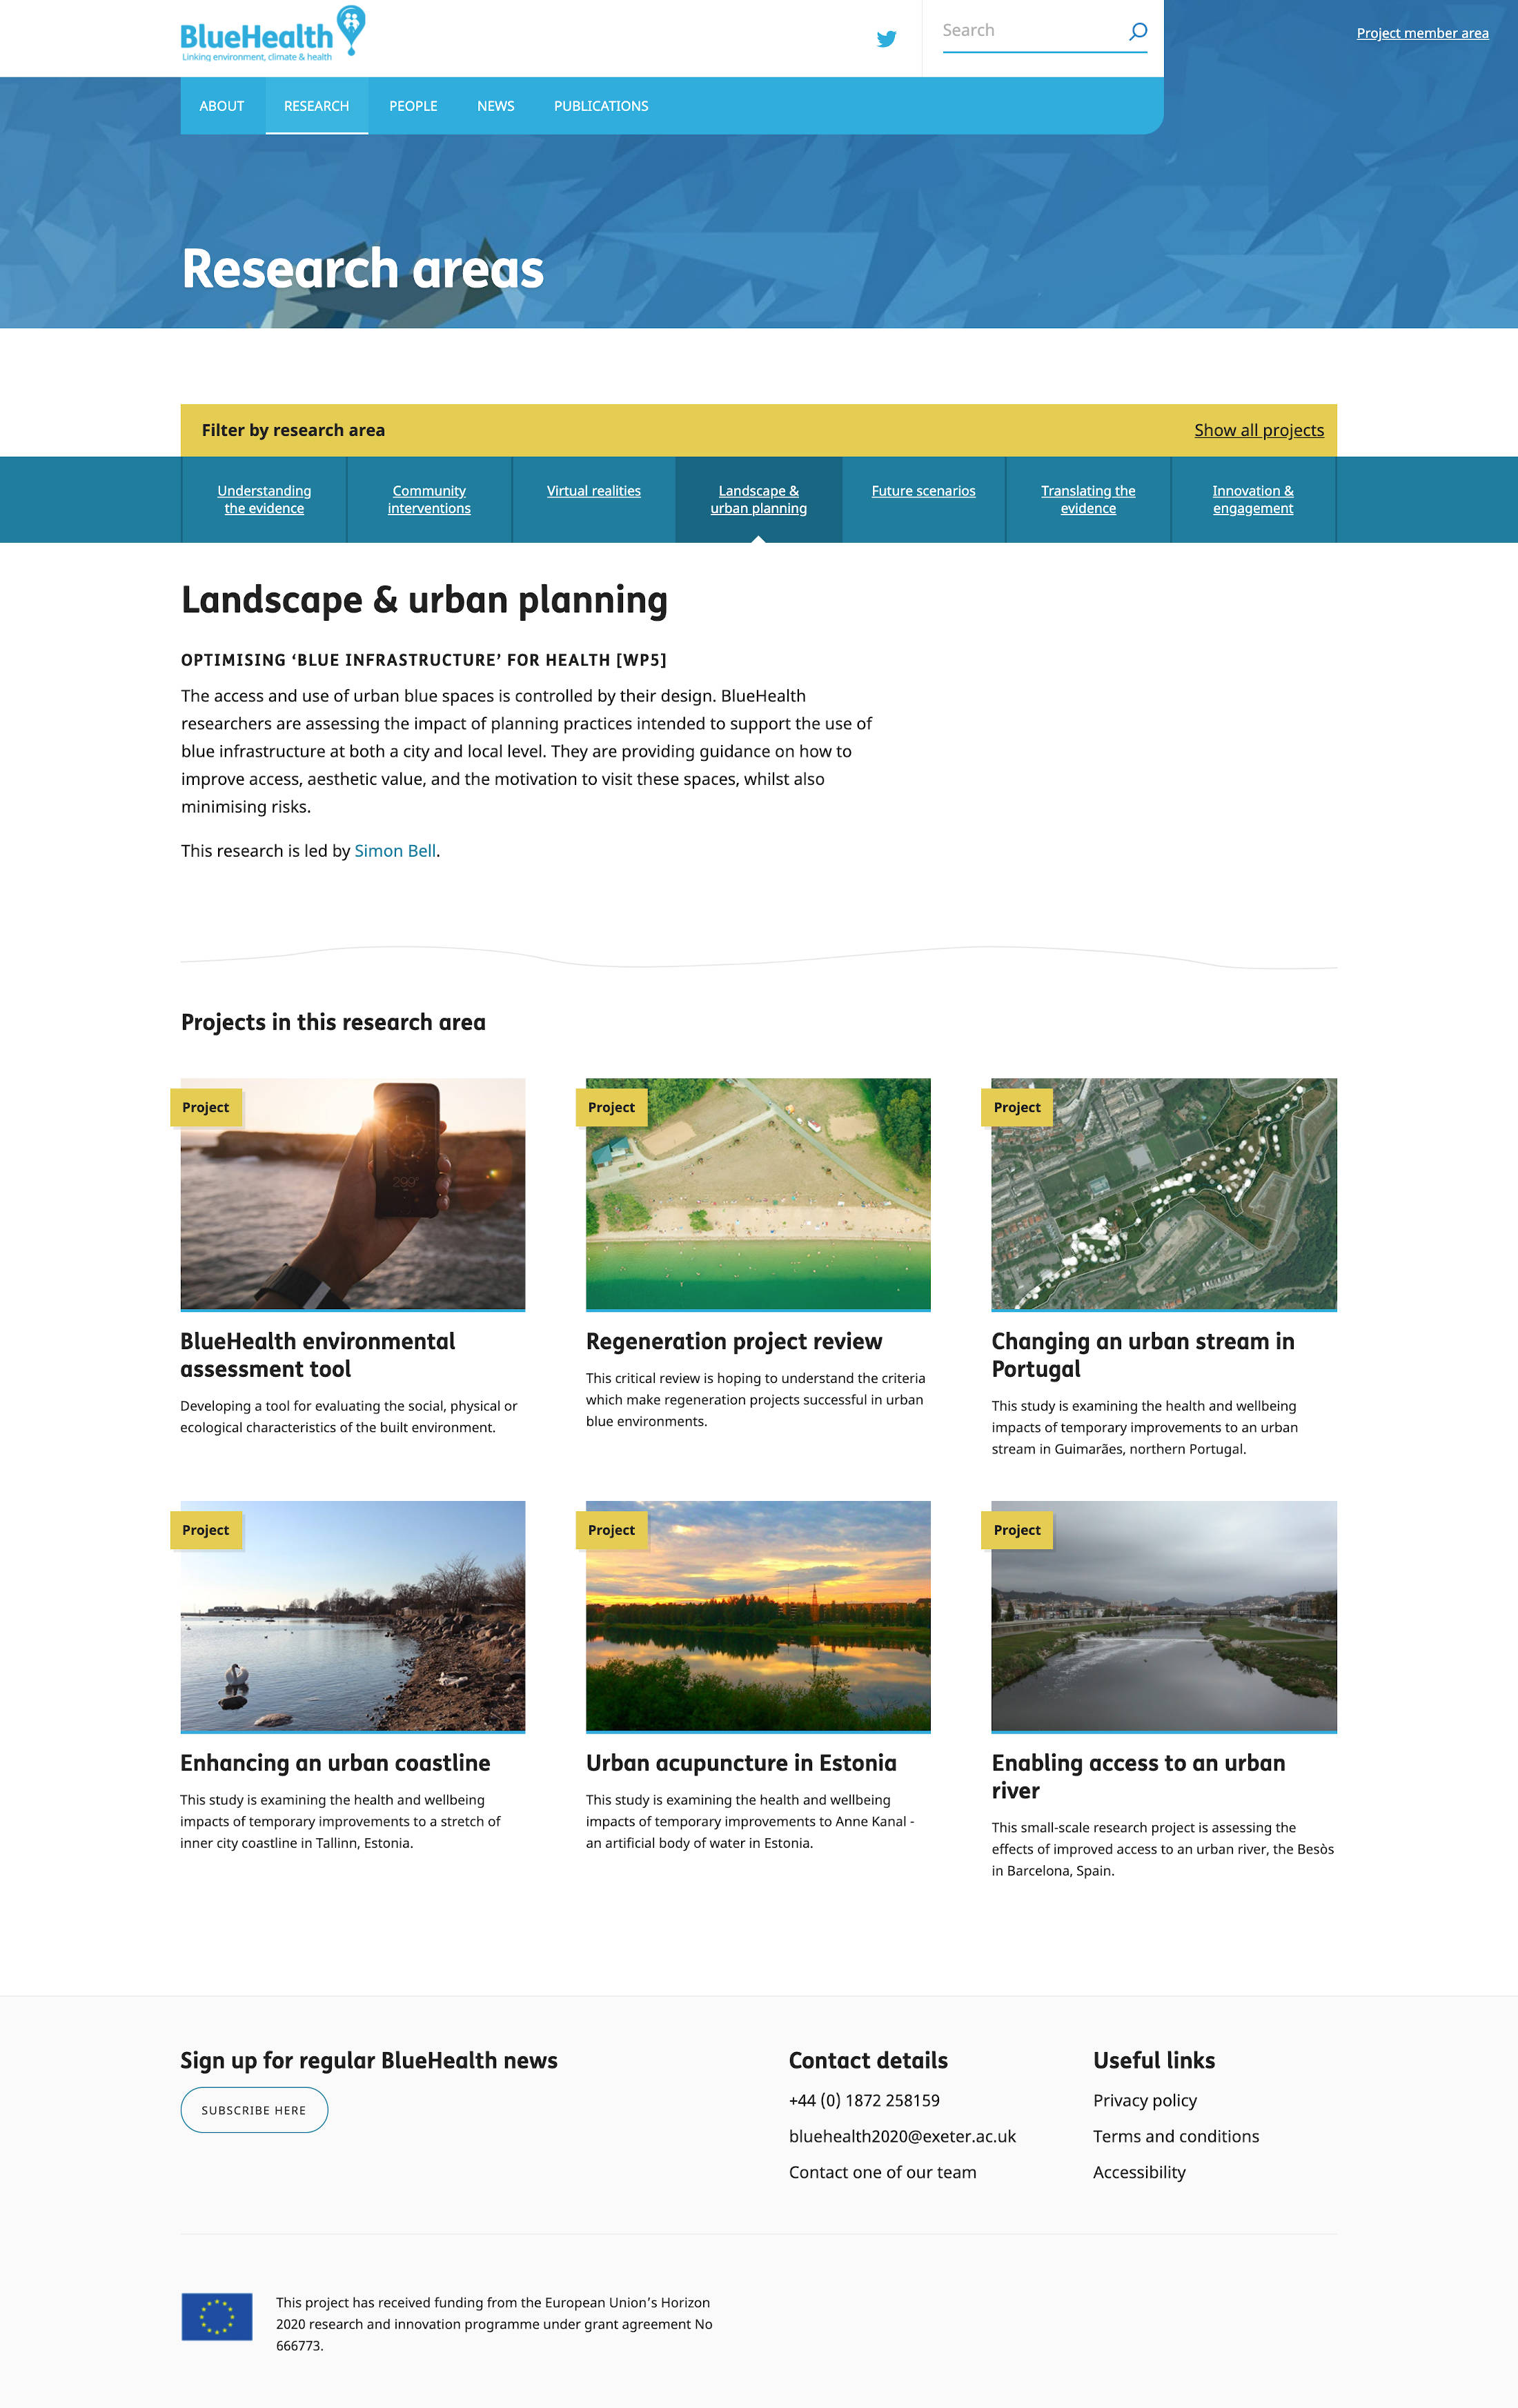 BlueHealth
Linking environment, climate & health
Search
Project member area
ABOUT
RESEARCH
PEOPLE
NEWS
PUBLICATIONS
Research areas
Filter by research area
Show all projects
Understanding
the evidence
Community
interventions
Virtual realities
Landscape &
urban planning
Future scenarios
Translating the
evidence
Innovation &
engagement
Landscape & urban planning
OPTIMISING ‘BLUE INFRASTRUCTURE’ FOR HEALTH [WP5]
The access and use of urban blue spaces is controlled by their design. BlueHealth
researchers are assessing the impact of planning practices intended to support the use of
blue infrastructure at both a city and local level. They are providing guidance on how to
improve access, aesthetic value, and the motivation to visit these spaces, whilst also
minimising risks.
This research is led by Simon Bell.
Projects in this research area
Project
299°
BlueHealth environmental
assessment tool
Developing a tool for evaluating the social, physical or
ecological characteristics of the built environment.
Project
Regeneration project review
This critical review is hoping to understand the criteria
which make regeneration projects successful in urban
blue environments.
Project
Changing an urban stream in
Portugal
This study is examining the health and wellbeing
impacts of temporary improvements to an urban
stream in Guimarães, northern Portugal.
Project
Enhancing an urban coastline
This study is examining the health and wellbeing
impacts of temporary improvements to a stretch of
inner city coastline in Tallinn, Estonia.
Project
Urban acupuncture in Estonia
This study is examining the health and wellbeing
impacts of temporary improvements to Anne Kanal -
an artificial body of water in Estonia.
Project
Enabling access to an urban
river
This small-scale research project is assessing the
effects of improved access to an urban river, the Besòs
in Barcelona, Spain.
Sign up for regular BlueHealth news
SUBSCRIBE HERE
Contact details
+44 (0) 1872 258159
bluehealth2020@exeter.ac.uk
Contact one of our team
Useful links
Privacy policy
Terms and conditions
Accessibility
This project has received funding from the European Union’s Horizon
2020 research and innovation programme under grant agreement No
666773.